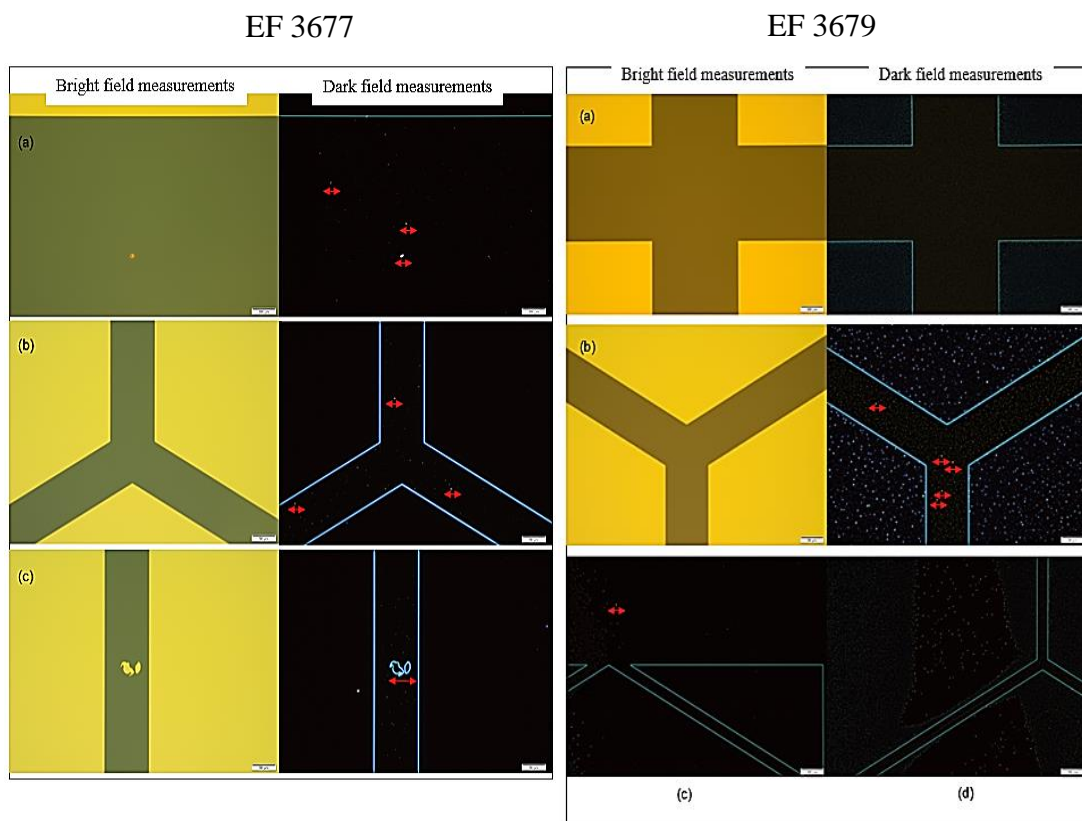 EF 3677
EF 3679
Bright field measurements
Dark field measurements
(a)
(b)
(c)
Bright field measurements
Dark field measurements
(a)
(b)
(c)
(d)